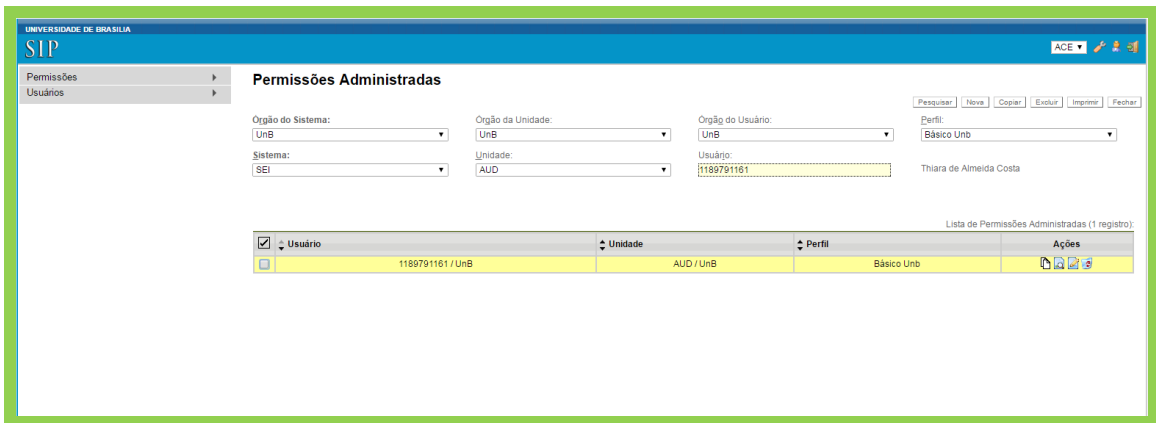 UNIVERSIDADE DE BRASILIA
SIP
ACE
Permissões
Usuários
Permissões Administradas
Pesquisar Nova Copiar Excluir Imprimir Fechar
Órgão do Sistema: Órgão da Unidade: Órgão do Usuário: Perfil:
UnB UnB UnB Básico Unb
Sistema: Unidade: Usuário:
SEI AUD 1189791161 Thiara de Almeida Costa
Lista de Permissões Administradas (1 registro):
Usuário Unidade Perfil Ações
1189791161 / UnB AUD / UnB Básico Unb